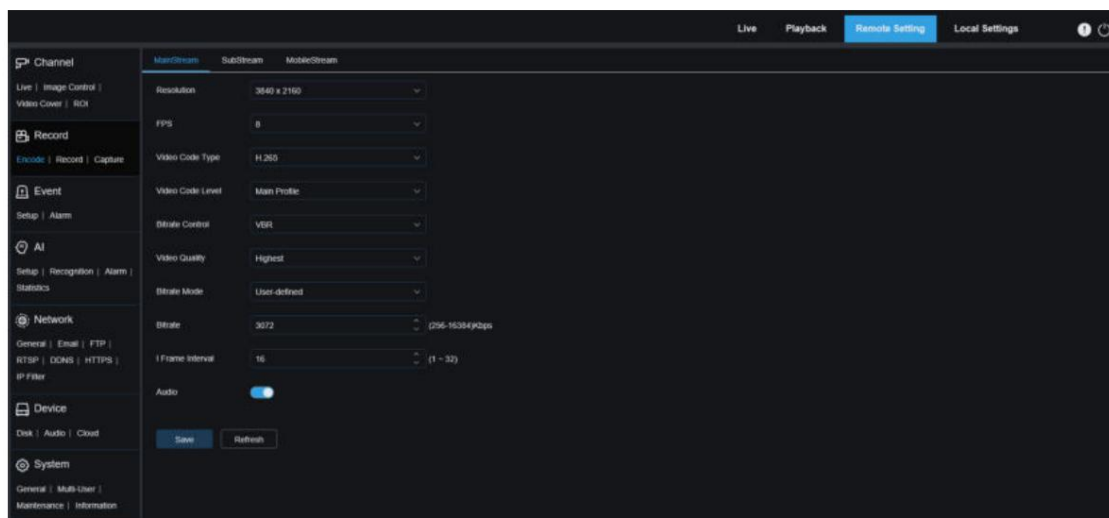 Live Playback Remote Setting Local Settings
Channel
Live | Image Control |
Video Cover | ROI
Record
Encode | Record | Capture
Event
Setup | Alarm
AI
Setup | Recognition | Alarm |
Statistics
Network
General | Email | FTP |
RTSP | DDNS | HTTPS |
IP Filter
Device
Disk | Audio | Cloud
System
General | Multi-User |
Maintenance | Information
MainStream SubStream MobileStream
Resolution 3840 x 2160
FPS 8
Video Code Type H.265
Video Code Level Main Profile
Bitrate Control VBR
Video Quality Highest
Bitrate Mode User-defined
Bitrate 3072 (256-16384)Kbps
I Frame Interval 16 (1 ~ 32)
Audio
Save Refresh